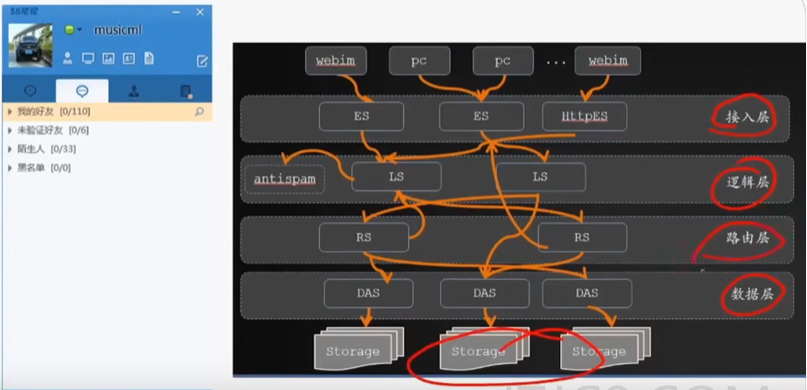 58帮帮
musicml
我的好友 [0/110]
未验证好友 [0/6]
陌生人 [0/33]
黑名单 [0/0]
webim
pc
pc
...
webim
ES
ES
HttpES
接入层
antispam
LS
LS
逻辑层
RS
RS
路由层
DAS
DAS
DAS
数据层
Storage
Storage
Storage